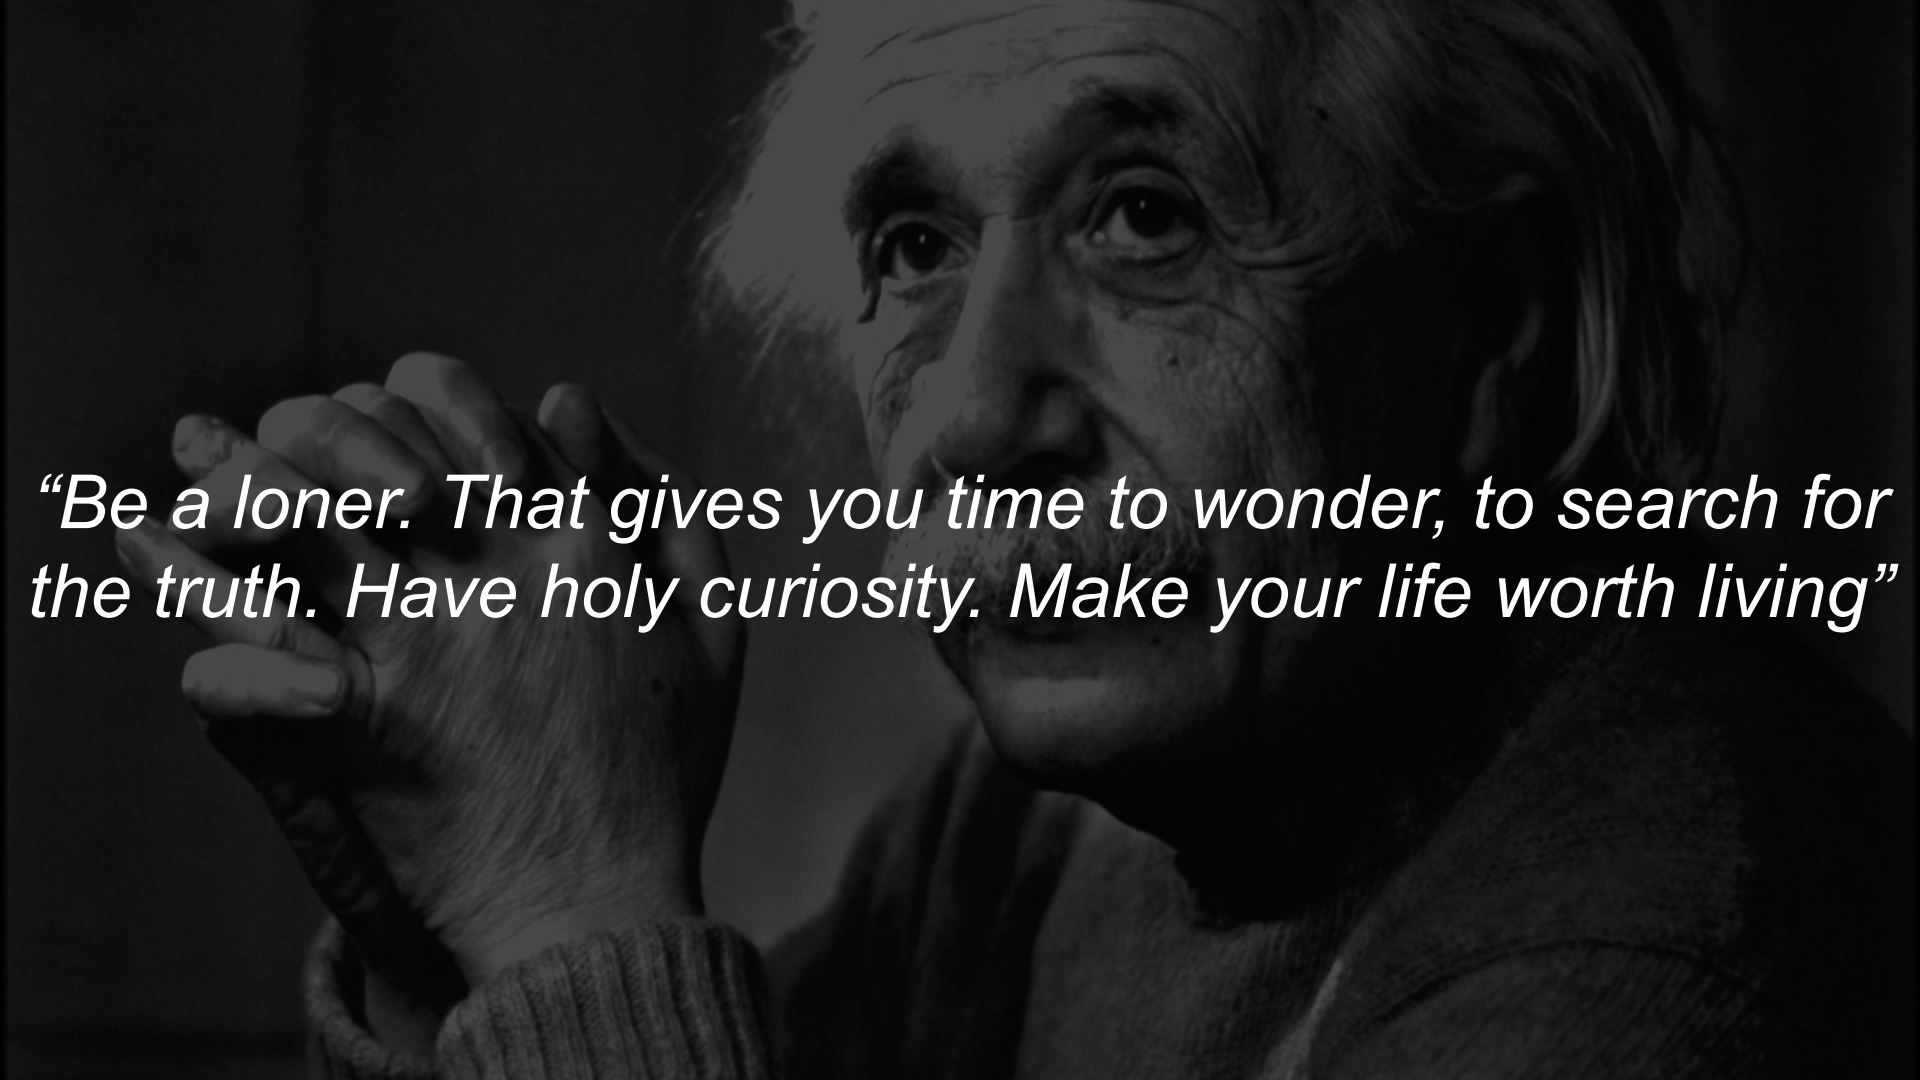 “Be a loner. That gives you time to wonder, to search for
the truth. Have holy curiosity. Make your life worth living”